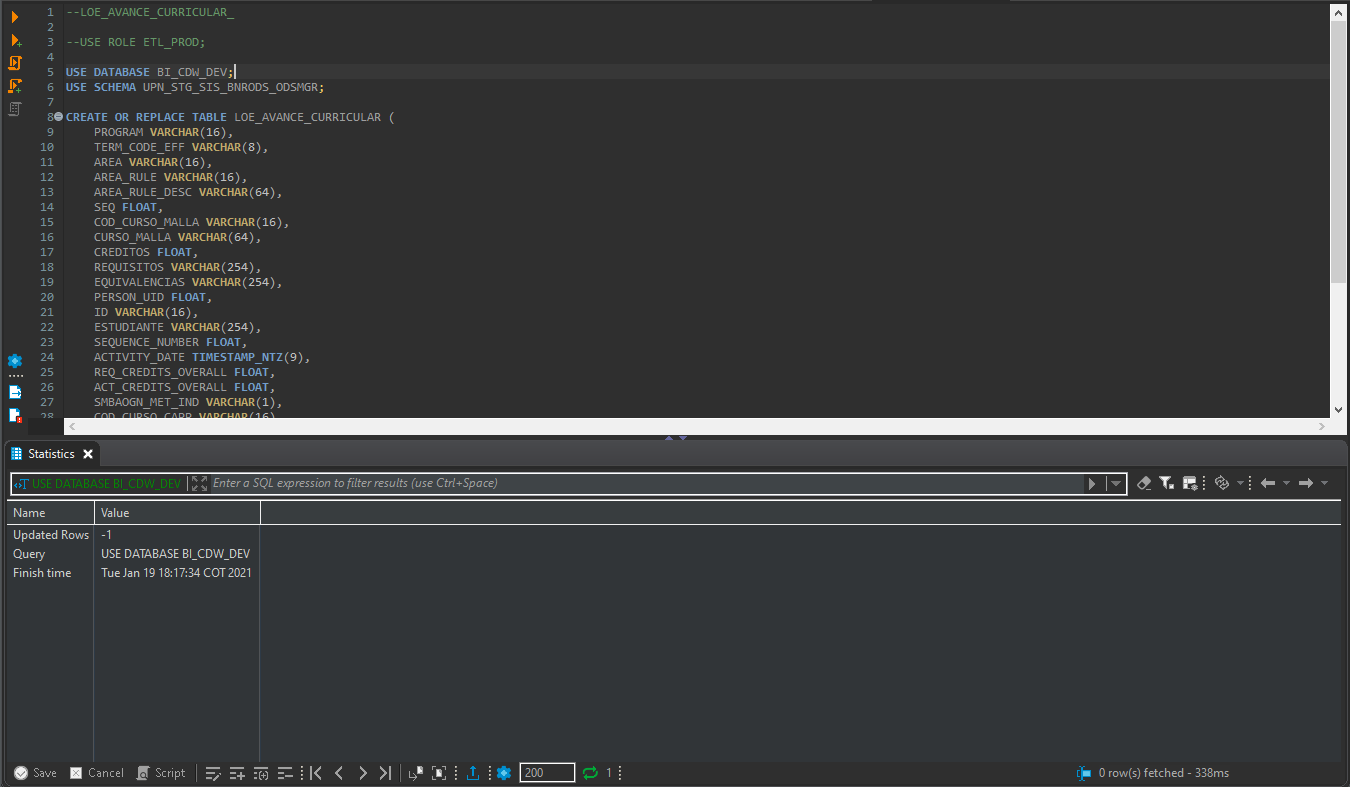 1 --LOE_AVANCE_CURRICULAR_
2
3 --USE ROLE ETL_PROD;
4
5 USE DATABASE BI_CDW_DEV;
6 USE SCHEMA UPN_STG_SIS_BNRODS_ODSMGR;
7
8 CREATE OR REPLACE TABLE LOE_AVANCE_CURRICULAR (
9 PROGRAM VARCHAR(16),
10 TERM_CODE_EFF VARCHAR(8),
11 AREA VARCHAR(16),
12 AREA_RULE VARCHAR(16),
13 AREA_RULE_DESC VARCHAR(64),
14 SEQ FLOAT,
15 COD_CURSO_MALLA VARCHAR(16),
16 CURSO_MALLA VARCHAR(64),
17 CREDITOS FLOAT,
18 REQUISITOS VARCHAR(254),
19 EQUIVALENCIAS VARCHAR(254),
20 PERSON_UID FLOAT,
21 ID VARCHAR(16),
22 ESTUDIANTE VARCHAR(254),
23 SEQUENCE_NUMBER FLOAT,
24 ACTIVITY_DATE TIMESTAMP_NTZ(9),
25 REQ_CREDITS_OVERALL FLOAT,
26 ACT_CREDITS_OVERALL FLOAT,
27 SMBAOGN_MET_IND VARCHAR(1),
28 COD_CURSO_CAPP VARCHAR(16)
Statistics
USE DATABASE BI_CDW_DEV Enter a SQL expression to filter results (use Ctrl+Space)
Name Value
Updated Rows -1
Query USE DATABASE BI_CDW_DEV
Finish time Tue Jan 19 18:17:34 COT 2021
Save Cancel Script 200 1 0 row(s) fetched - 338ms